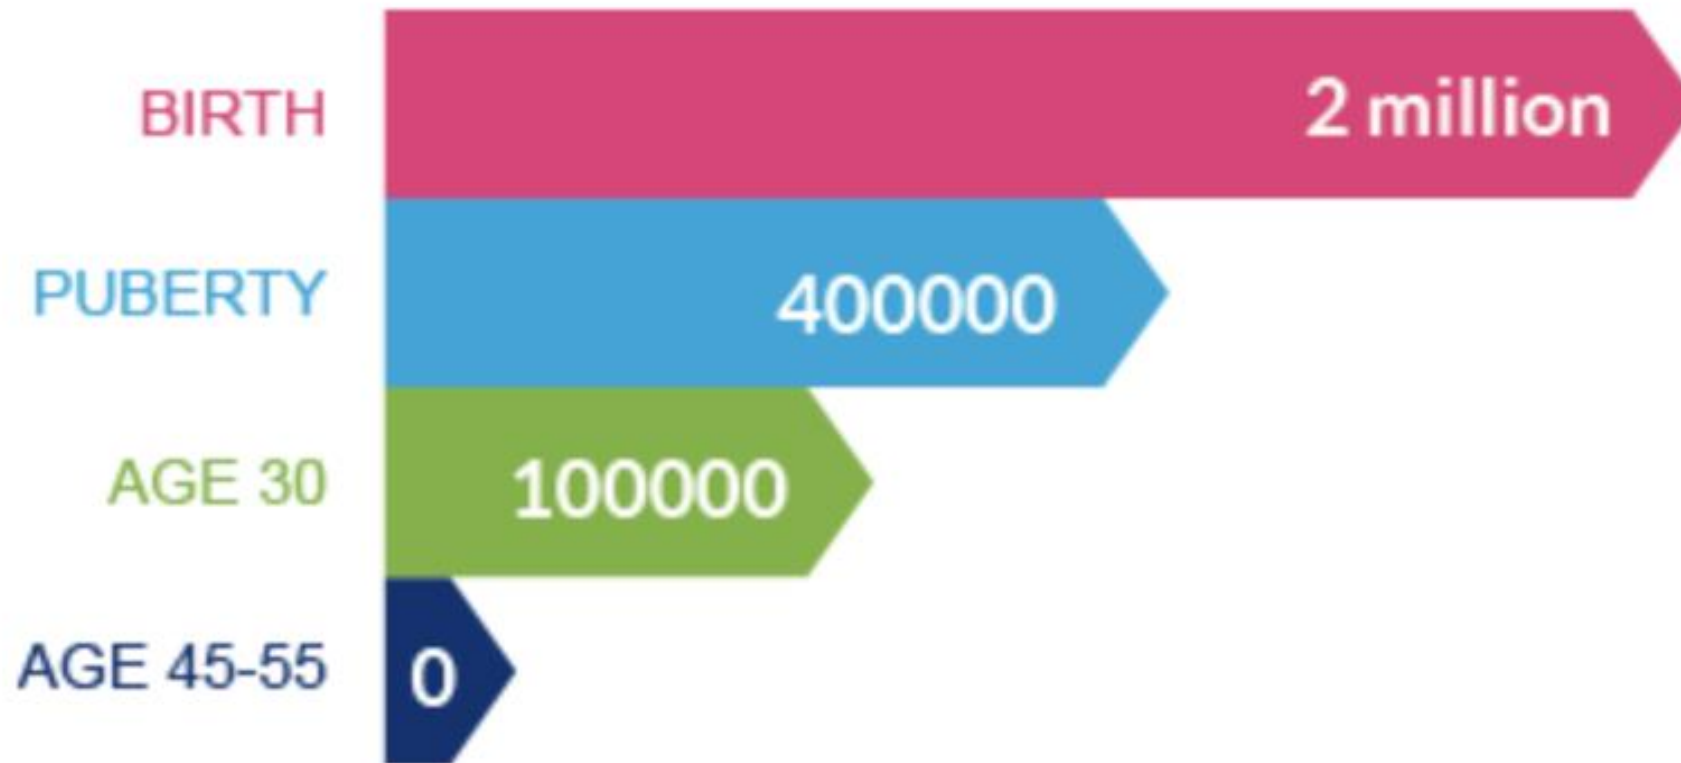 BIRTH 2 million
PUBERTY 400000
AGE 30 100000
AGE 45-55 0